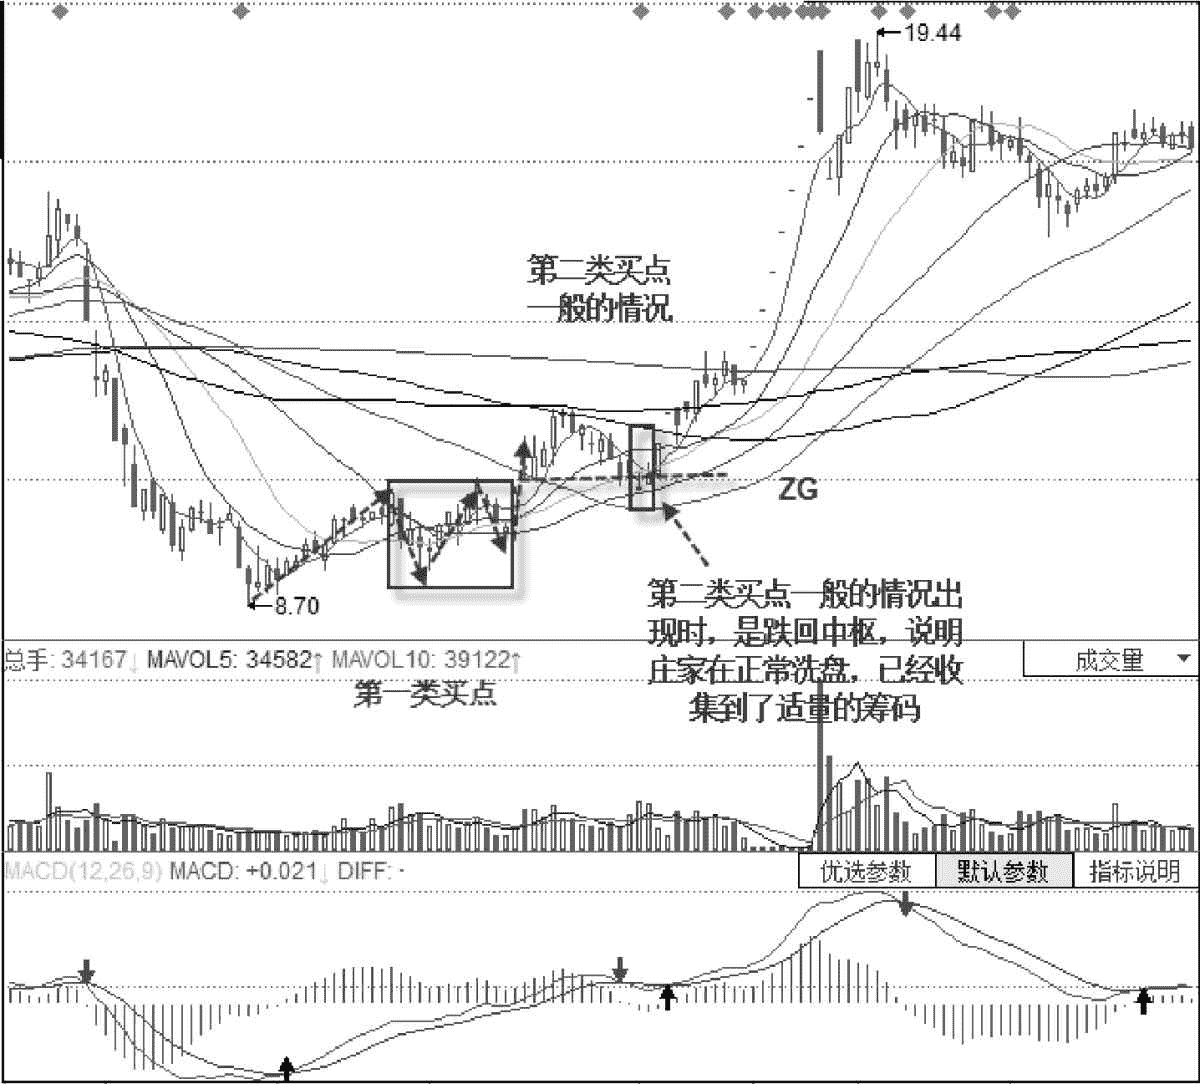 19.44
第二类买点
一般的情况
ZG
8.70
第二类买点一般的情况出
现时，是跌回中枢，说明
庄家在正常洗盘，已经收
集到了适量的筹码
总手: 34167↓ MAVOL5: 34582↑ MAVOL10: 39122↑
成交量
第一类买点
MACD(12,26,9) MACD: +0.021↓ DIFF: -
优选参数 默认参数 指标说明